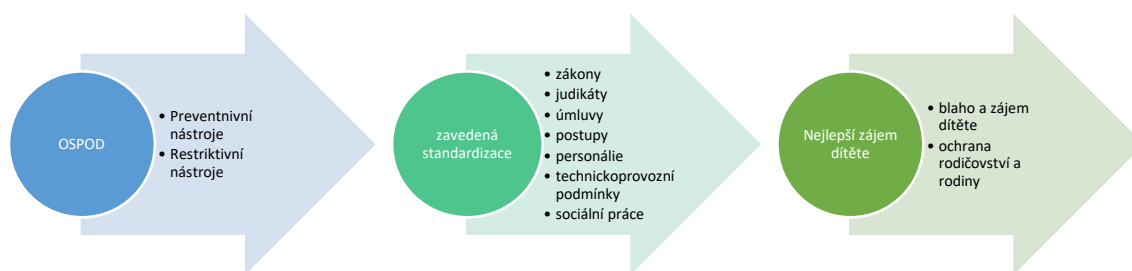 OSPOD
• Preventnivní
nástroje
• Restriktivní
nástroje
zavedená
standardizace
• zákony
• judikáty
• úmluvy
• postupy
• personálie
• technickoprovozní
podmínky
• sociální práce
Nejlepší zájem
dítěte
• blaho a zájem
dítěte
• ochrana
rodičovství a
rodiny